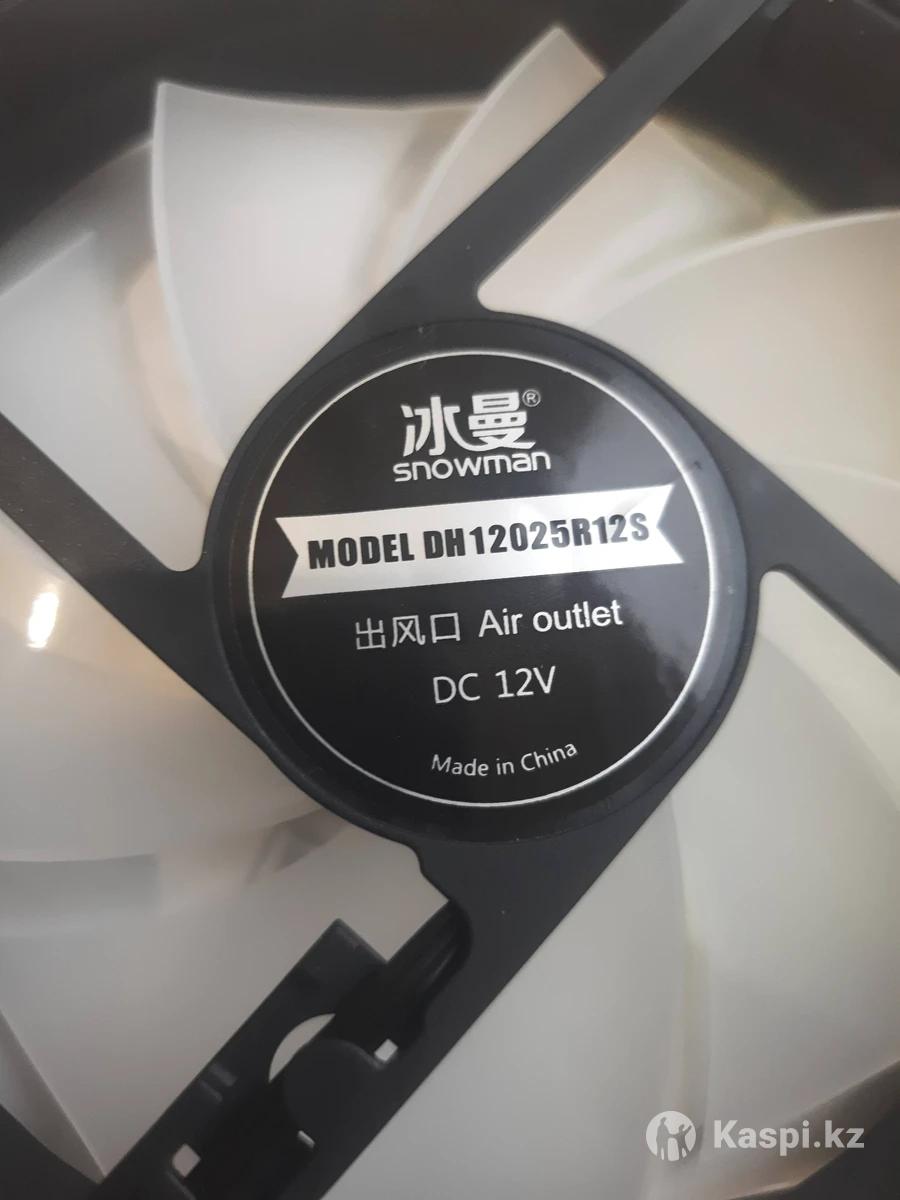 冰曼®
snowman
MODEL DH12025R12S
出风口 Air outlet
DC 12V
Made in China
Kaspi.kz